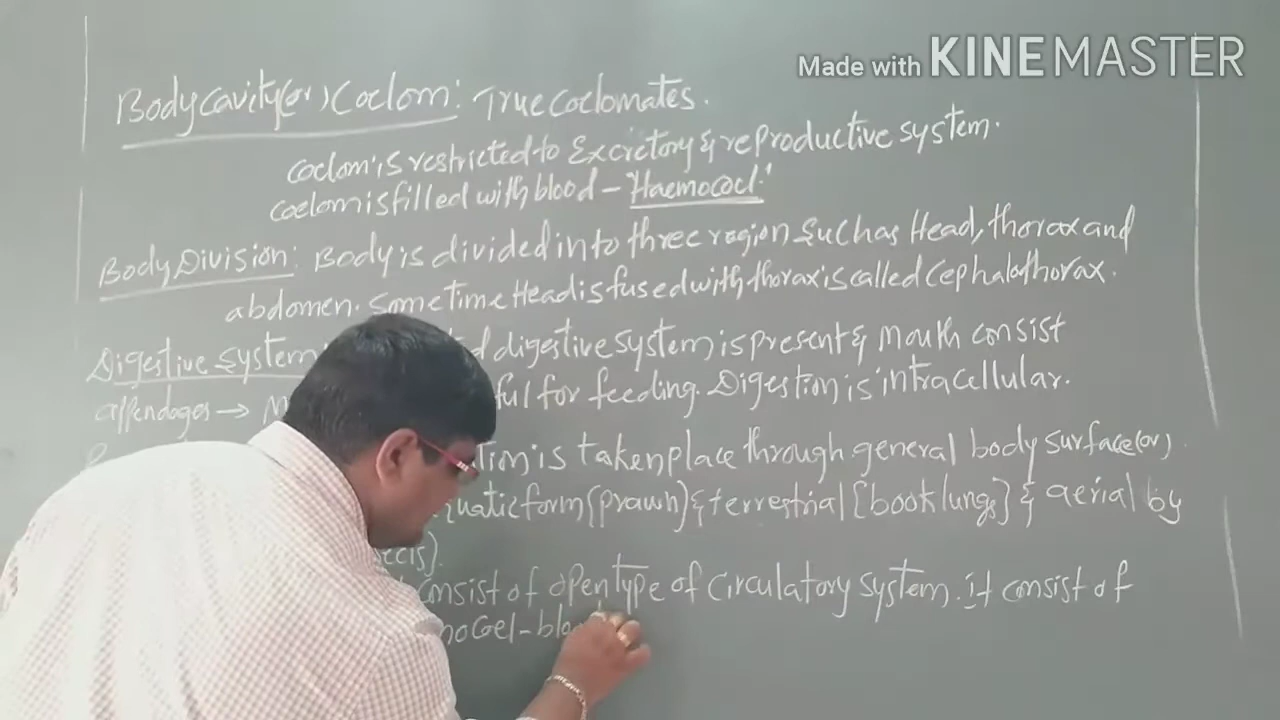 Made with KINEMASTER
Body cavity (or) Coelom: True Coelomates.
Coelom is restricted to Excretory & reproductive system.
Coelom is filled with blood - 'Haemocoel.'
Body Division: Body is divided into three region such as Head, thorax and
abdomen. Some time Head is fused with thorax is called Cephalothorax.
Digestive system digestive system is present & Mouth consist
appendages → ful for feeding. Digestion is intracellular.
is taken place through general body surface (or)
form [prawn] & terrestrial [book lungs] & aerial by
consist of open type of circulatory system. It consist of